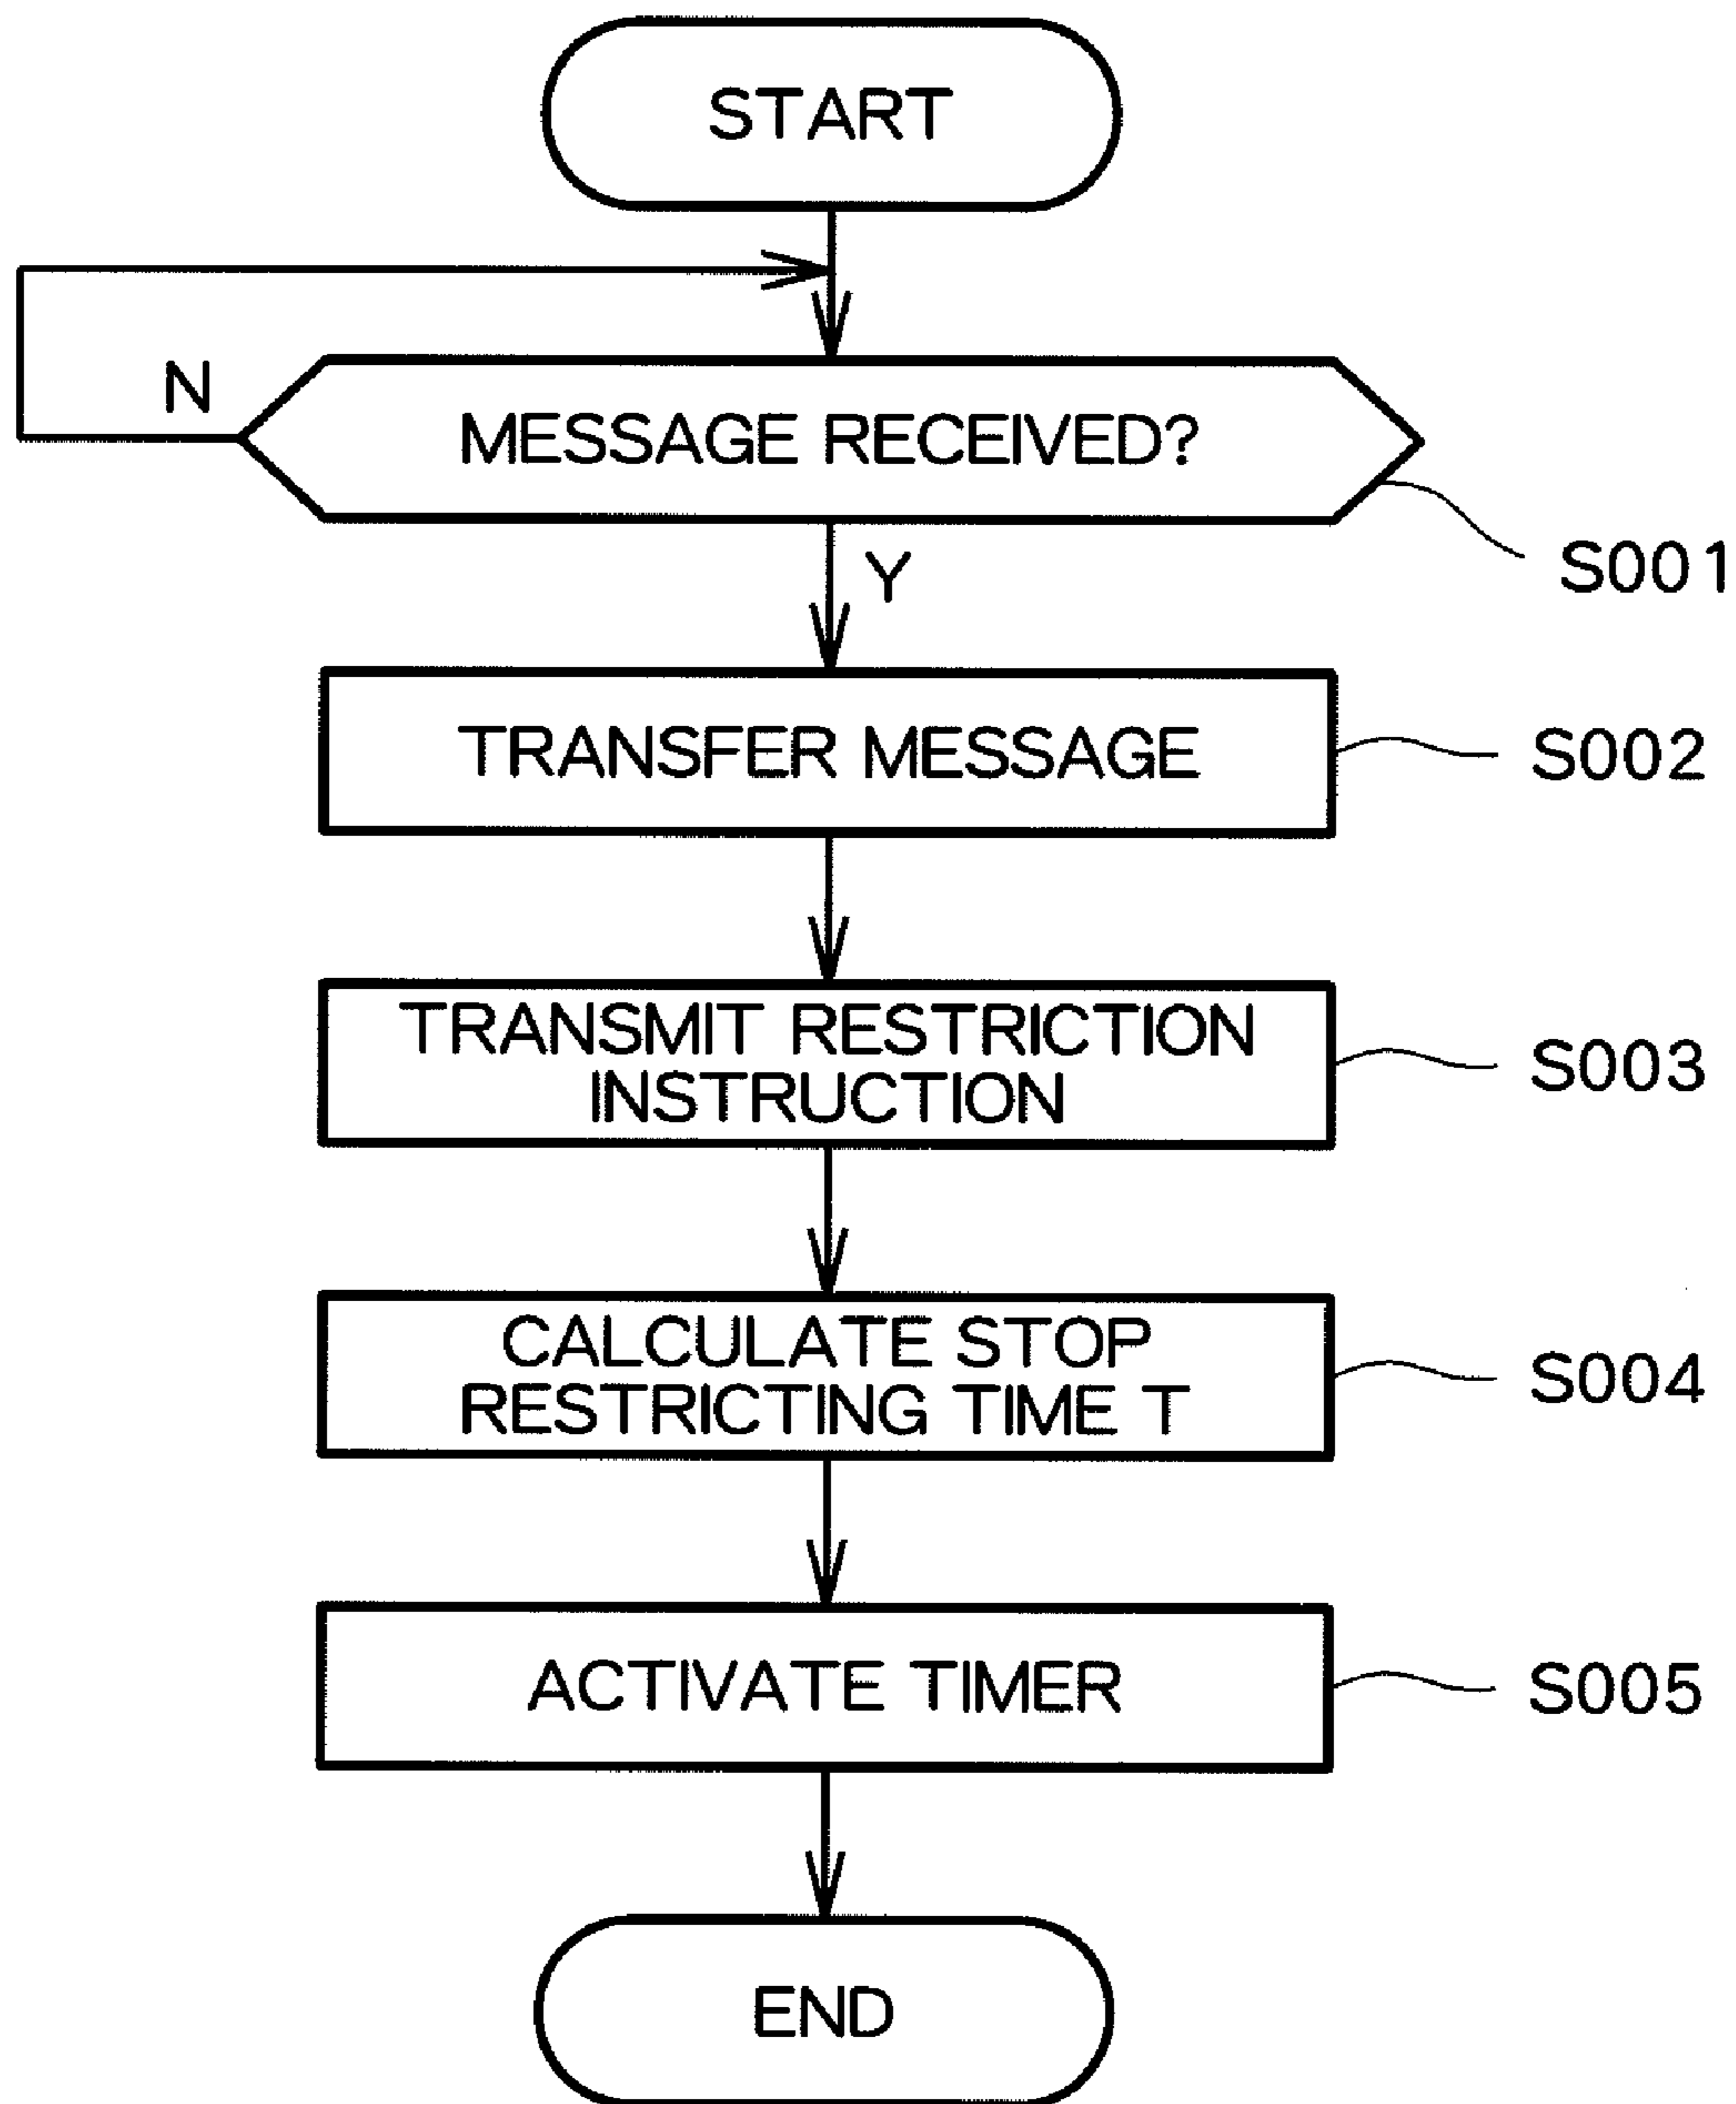 START
N
MESSAGE RECEIVED?
S001
Y
TRANSFER MESSAGE
S002
TRANSMIT RESTRICTION
INSTRUCTION
S003
CALCULATE STOP
RESTRICTING TIME T
S004
ACTIVATE TIMER
S005
END